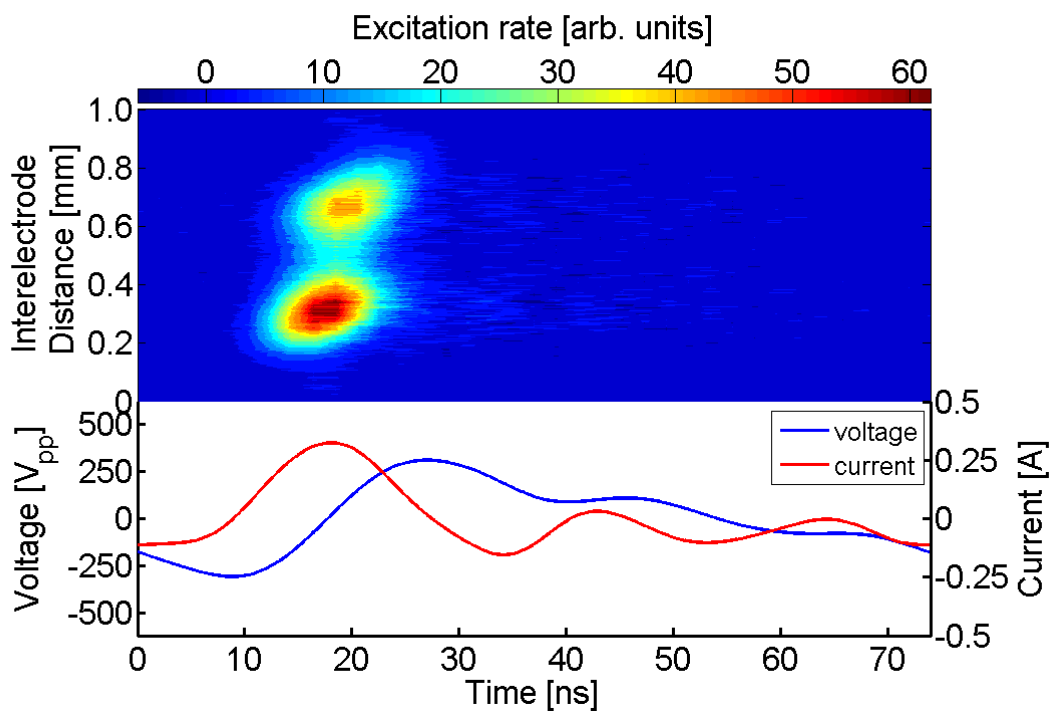 Excitation rate [arb. units]
0 10 20 30 40 50 60
Interelectrode
Distance [mm]
1.0
0.8
0.6
0.4
0.2
0
Voltage [Vpp]
500
250
0
-250
-500
voltage
current
0.5
0.25
0
-0.25
-0.5
Current [A]
0 10 20 30 40 50 60 70
Time [ns]